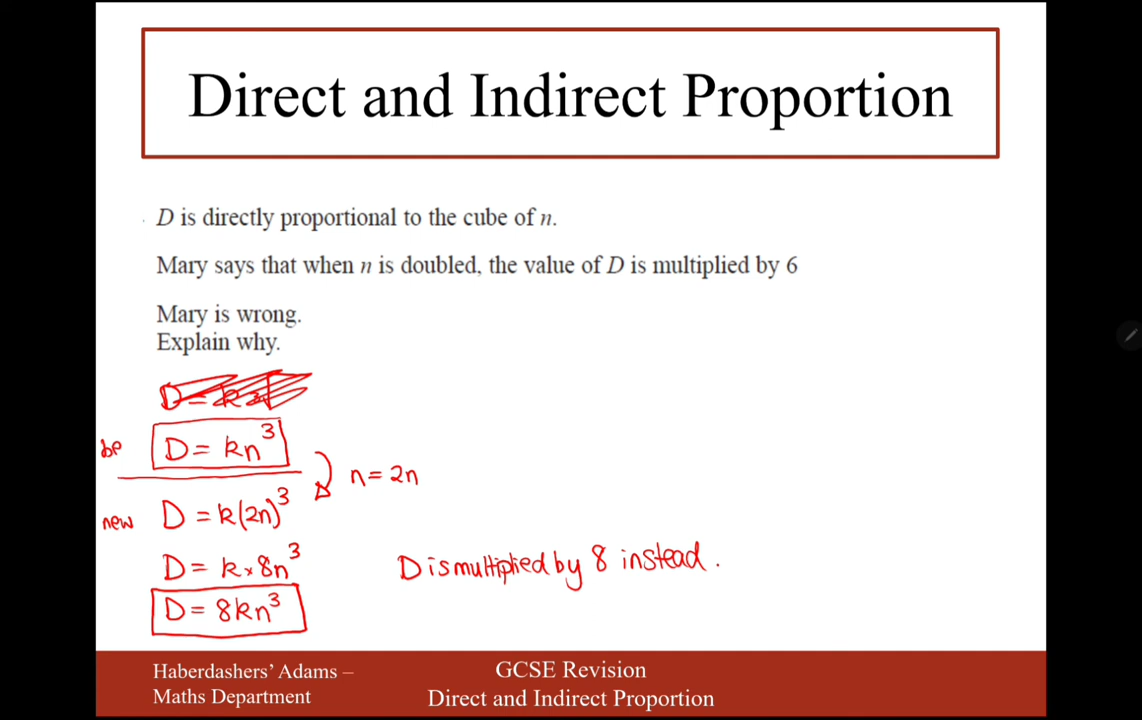 Direct and Indirect Proportion
D is directly proportional to the cube of n.
Mary says that when n is doubled, the value of D is multiplied by 6
Mary is wrong.
Explain why.
D = kn³
n = 2n
new D = k(2n)³
D = k × 8n³
D is multiplied by 8 instead.
D = 8kn³
Haberdashers' Adams –
Maths Department
GCSE Revision
Direct and Indirect Proportion